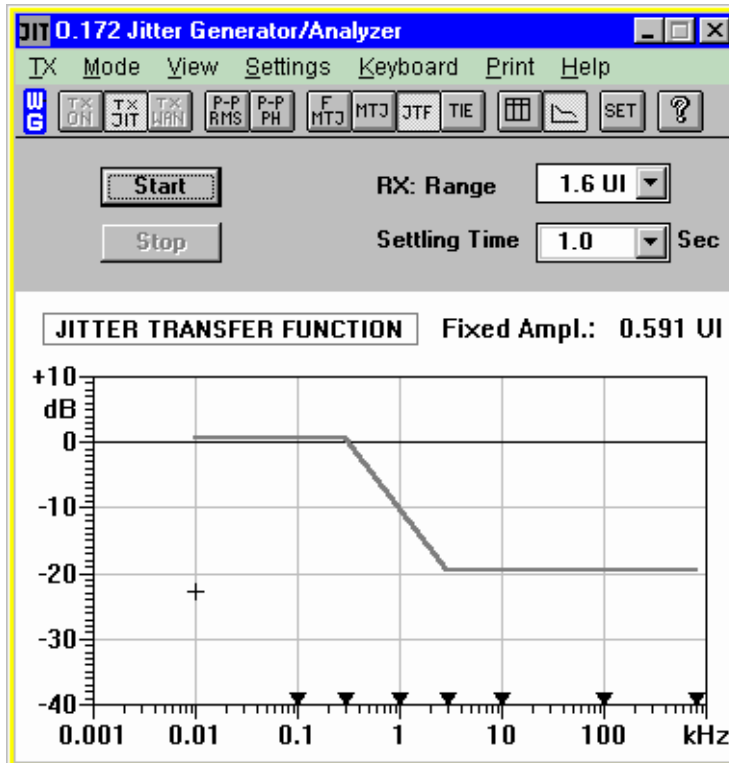 JIT O.172 Jitter Generator/Analyzer
TX Mode View Settings Keyboard Print Help
WG TX ON TX JIT TX WAN P-P RMS P-P PH F MTJ MTJ JTF TIE SET ?
Start RX: Range 1.6 UI
Stop Settling Time 1.0 Sec
JITTER TRANSFER FUNCTION Fixed Ampl.: 0.591 UI
+10
dB
0
-10
-20
-30
-40
0.001 0.01 0.1 1 10 100 kHz